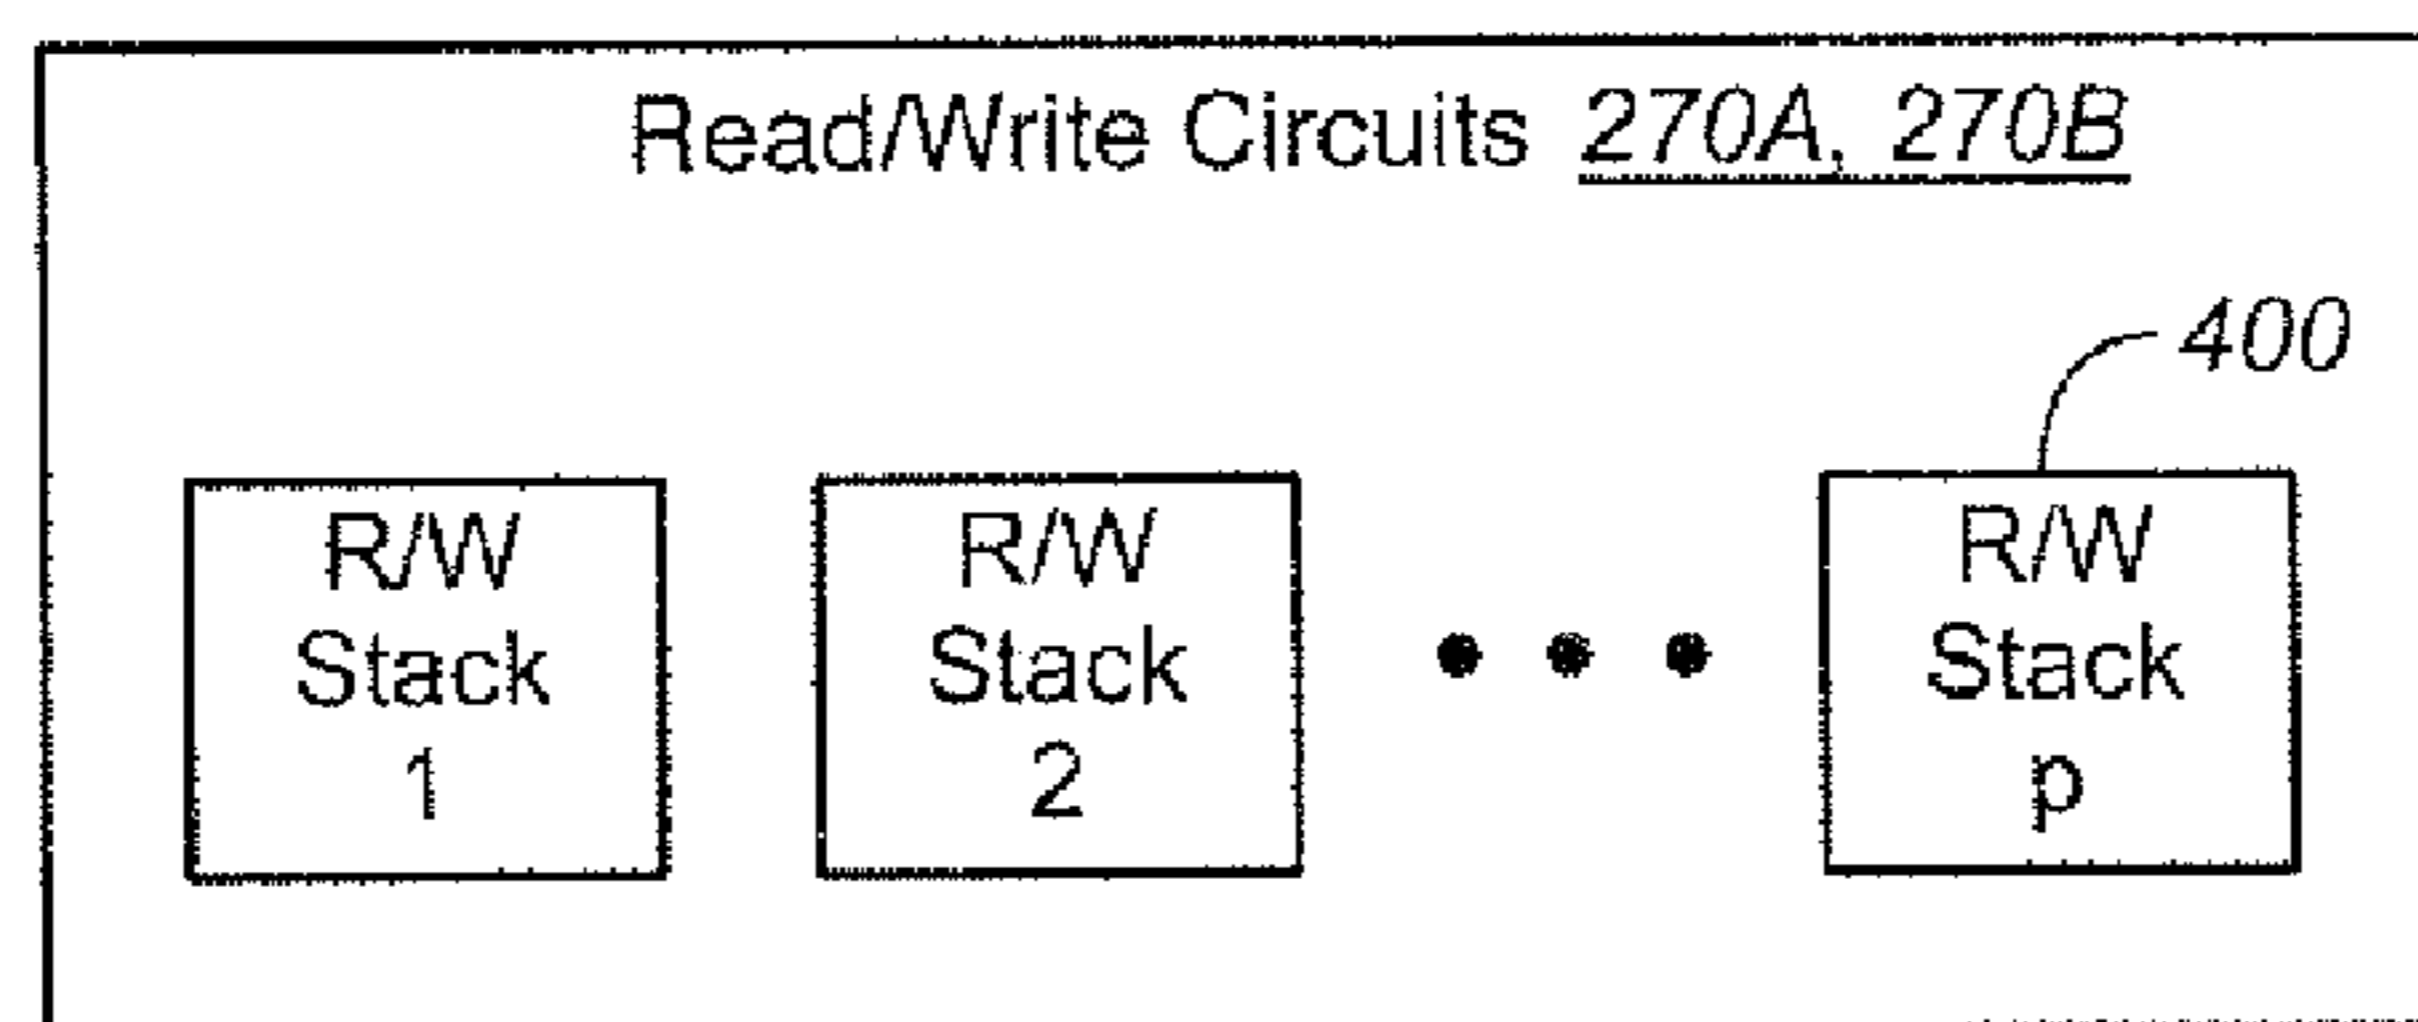 Read/Write Circuits 270A, 270B
400
R/W
Stack
1
R/W
Stack
2
R/W
Stack
p